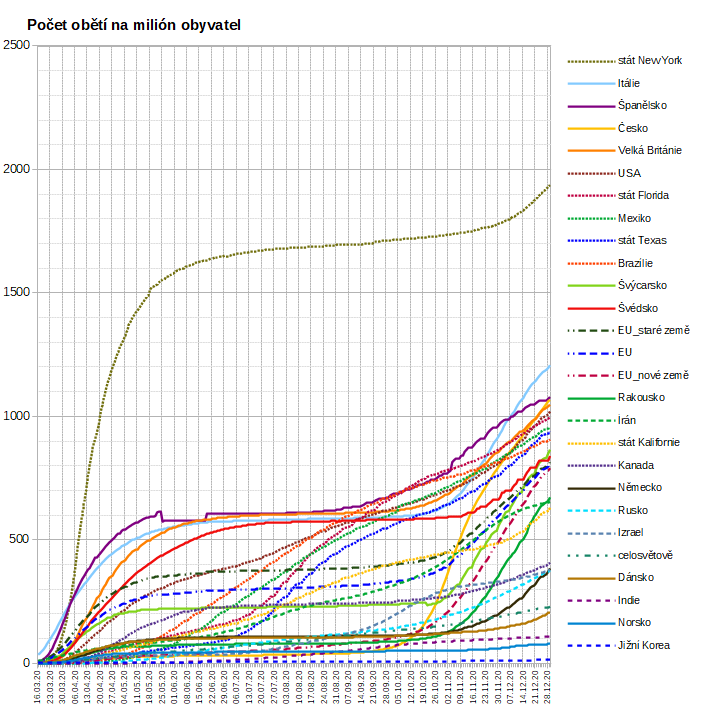 Počet obětí na milión obyvatel
2500
2000
1500
1000
500
0
16.03.20
23.03.20
30.03.20
06.04.20
13.04.20
20.04.20
27.04.20
04.05.20
11.05.20
18.05.20
25.05.20
01.06.20
08.06.20
15.06.20
22.06.20
29.06.20
06.07.20
13.07.20
20.07.20
27.07.20
03.08.20
10.08.20
17.08.20
24.08.20
31.08.20
07.09.20
14.09.20
21.09.20
28.09.20
05.10.20
12.10.20
19.10.20
26.10.20
02.11.20
09.11.20
16.11.20
23.11.20
30.11.20
07.12.20
14.12.20
21.12.20
28.12.20
stát NewYork
Itálie
Španělsko
Česko
Velká Británie
USA
stát Florida
Mexiko
stát Texas
Brazílie
Švýcarsko
Švédsko
EU_staré země
EU
EU_nové země
Rakousko
Írán
stát Kalifornie
Kanada
Německo
Rusko
Izrael
celosvětově
Dánsko
Indie
Norsko
Jižní Korea